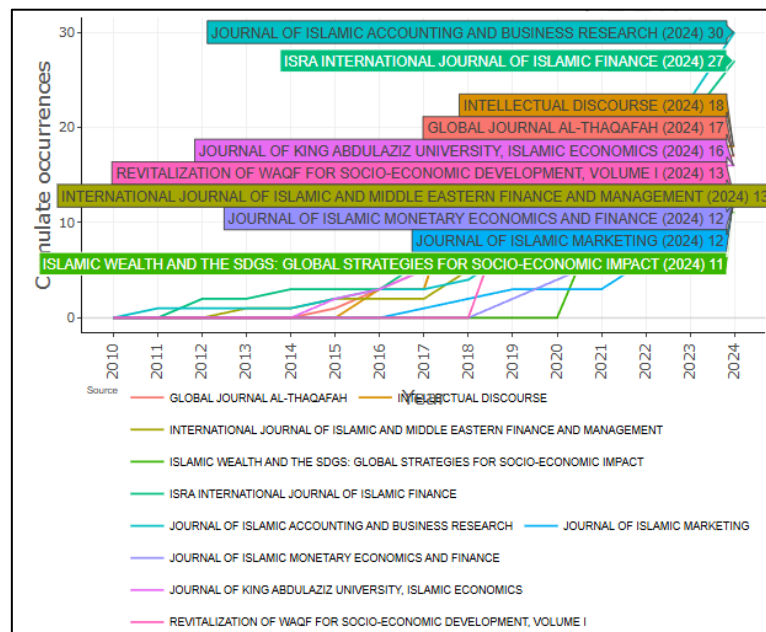 30
JOURNAL OF ISLAMIC ACCOUNTING AND BUSINESS RESEARCH (2024) 30
ISRA INTERNATIONAL JOURNAL OF ISLAMIC FINANCE (2024) 27
INTELLECTUAL DISCOURSE (2024) 18
20
GLOBAL JOURNAL AL-THAQAFAH (2024) 17
JOURNAL OF KING ABDULAZIZ UNIVERSITY, ISLAMIC ECONOMICS (2024) 16
REVITALIZATION OF WAQF FOR SOCIO-ECONOMIC DEVELOPMENT, VOLUME I (2024) 13
INTERNATIONAL JOURNAL OF ISLAMIC AND MIDDLE EASTERN FINANCE AND MANAGEMENT (2024) 13
10
JOURNAL OF ISLAMIC MONETARY ECONOMICS AND FINANCE (2024) 12
JOURNAL OF ISLAMIC MARKETING (2024) 12
ISLAMIC WEALTH AND THE SDGS: GLOBAL STRATEGIES FOR SOCIO-ECONOMIC IMPACT (2024) 11
0
occurrences
2010 2011 2012 2013 2014 2015 2016 2017 2018 2019 2020 2021 2022 2023 2024
Year
Source
GLOBAL JOURNAL AL-THAQAFAH INTELLECTUAL DISCOURSE
INTERNATIONAL JOURNAL OF ISLAMIC AND MIDDLE EASTERN FINANCE AND MANAGEMENT
ISLAMIC WEALTH AND THE SDGS: GLOBAL STRATEGIES FOR SOCIO-ECONOMIC IMPACT
ISRA INTERNATIONAL JOURNAL OF ISLAMIC FINANCE
JOURNAL OF ISLAMIC ACCOUNTING AND BUSINESS RESEARCH JOURNAL OF ISLAMIC MARKETING
JOURNAL OF ISLAMIC MONETARY ECONOMICS AND FINANCE
JOURNAL OF KING ABDULAZIZ UNIVERSITY, ISLAMIC ECONOMICS
REVITALIZATION OF WAQF FOR SOCIO-ECONOMIC DEVELOPMENT, VOLUME I